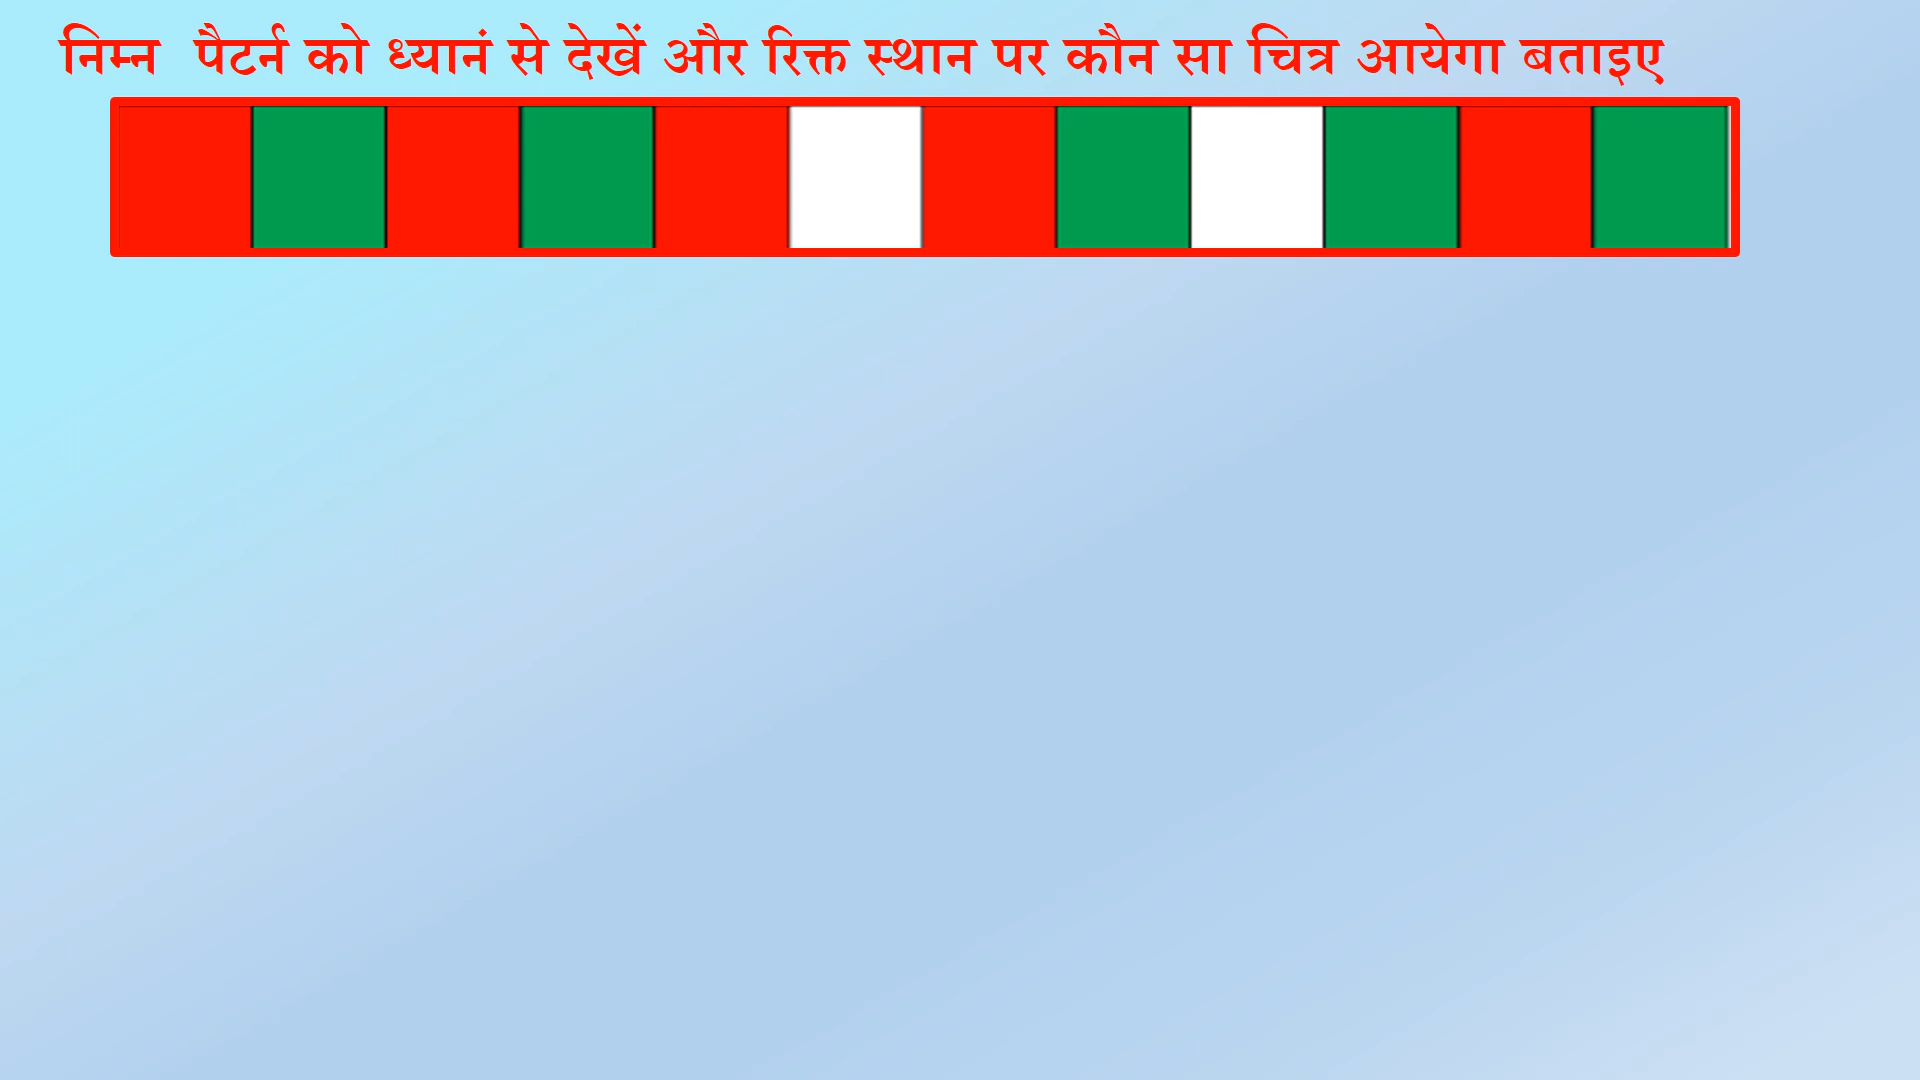 निम्न पैटर्न को ध्यानं से देखें और रिक्त स्थान पर कौन सा चित्र आयेगा बताइए